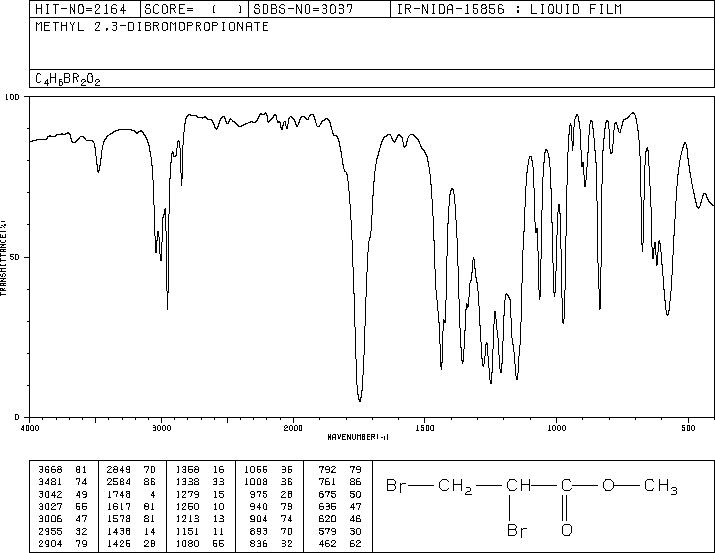 HIT-NO=2164 SCORE= ( ) SDBS-NO=3037 IR-NIDA-15856 : LIQUID FILM
METHYL 2,3-DIBROMOPROPIONATE
C4H6BR2O2
100
50
0
TRANSMITTANCE(%)
4000 3000 2000 1500 1000 500
WAVENUMBER(-1)
3668 81 2849 70 1358 16 1066 36 792 79
3481 74 2584 86 1338 33 1008 36 761 86
3042 49 1748 4 1279 15 975 28 675 50
3027 55 1617 81 1250 10 940 79 636 47
3006 47 1578 81 1213 13 904 74 620 46
2955 32 1438 14 1151 11 893 70 579 30
2904 79 1426 28 1080 55 836 32 462 62
Br CH2 CH C O CH3
Br O